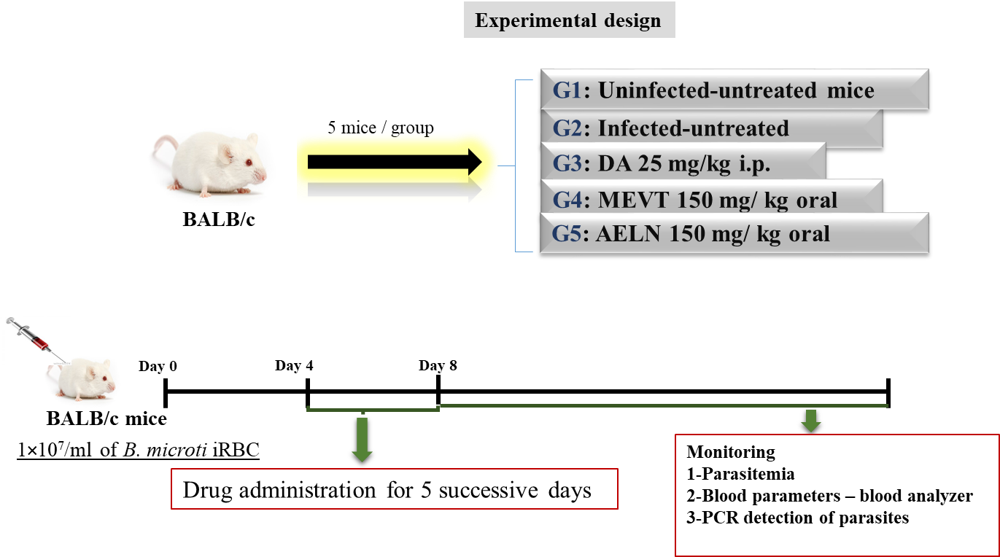 Experimental design
5 mice / group
BALB/c
G1: Uninfected-untreated mice
G2: Infected-untreated
G3: DA 25 mg/kg i.p.
G4: MEVT 150 mg/ kg oral
G5: AELN 150 mg/ kg oral
Day 0
Day 4
Day 8
BALB/c mice
1×10⁷/ml of B. microti iRBC
Drug administration for 5 successive days
Monitoring
1-Parasitemia
2-Blood parameters – blood analyzer
3-PCR detection of parasites